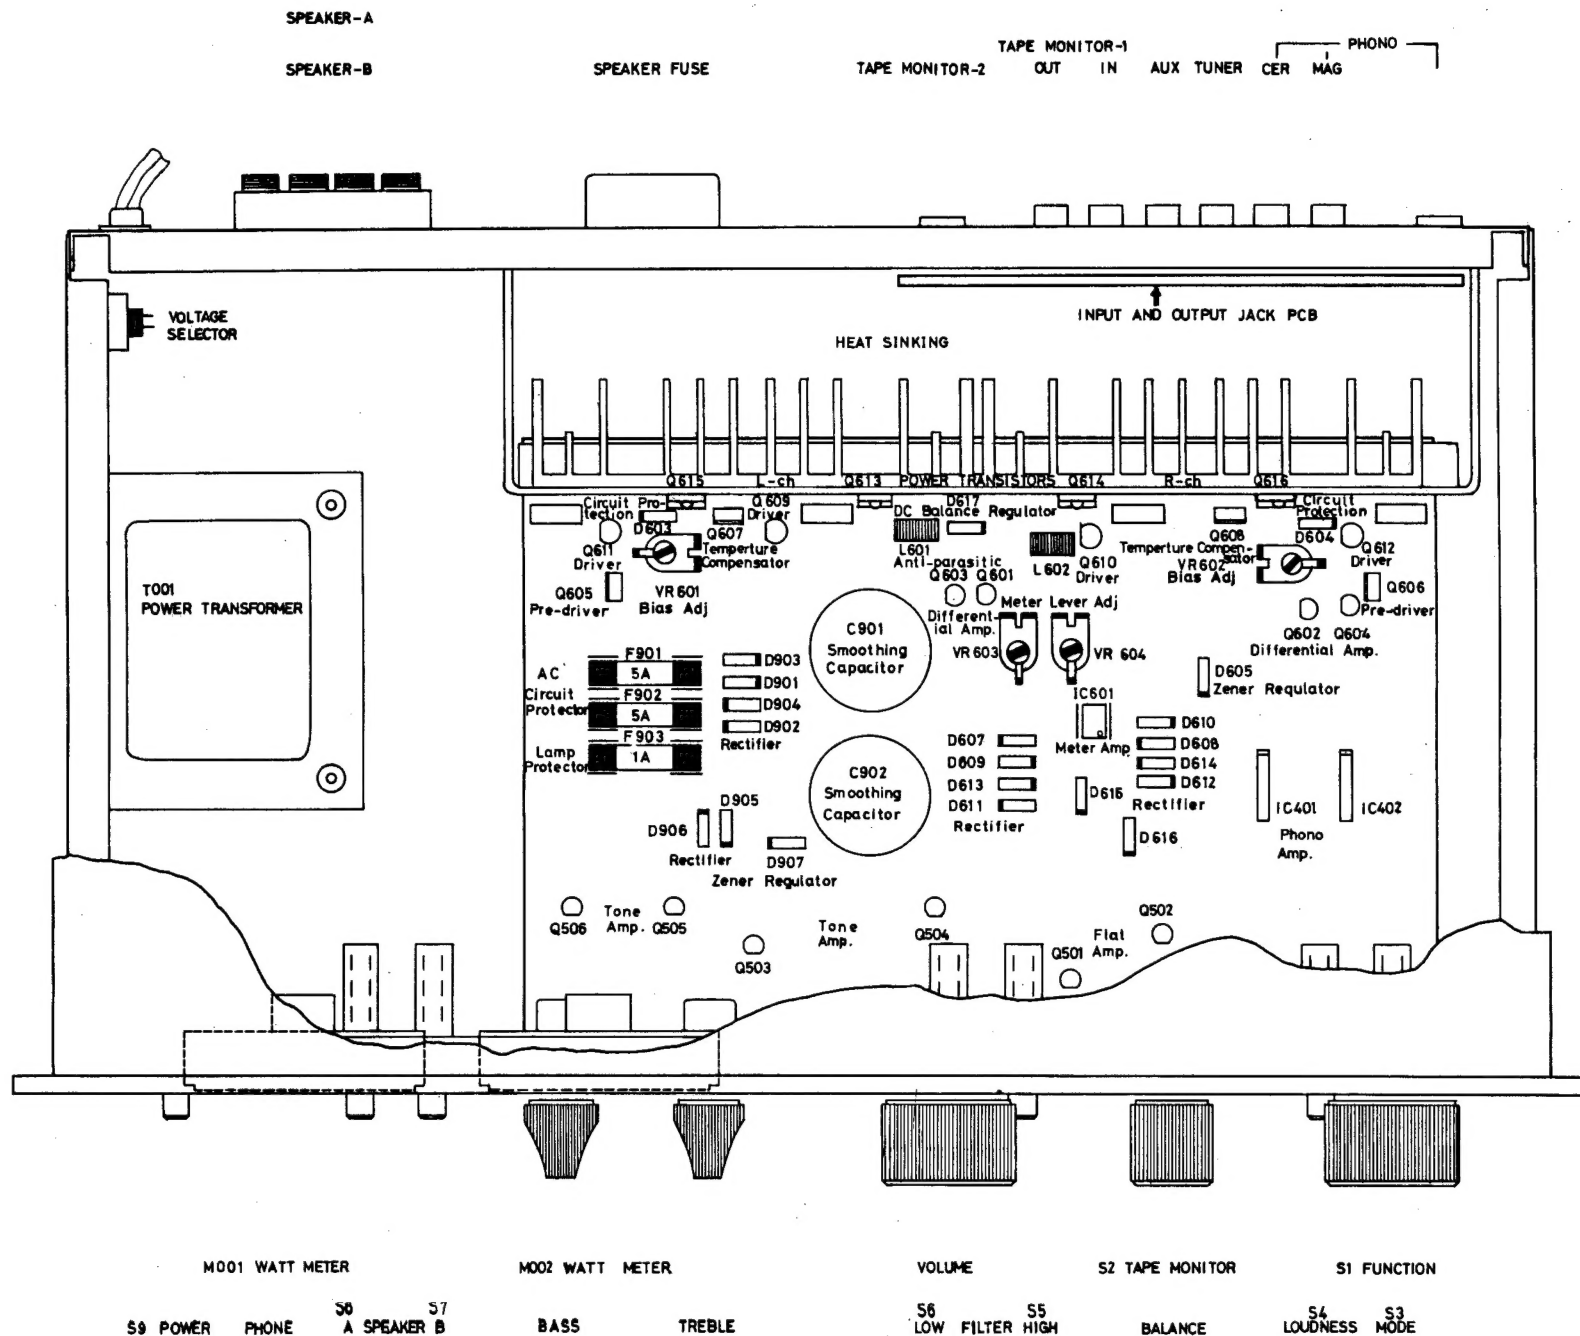 SPEAKER-A
SPEAKER-B
SPEAKER FUSE
TAPE MONITOR-2
TAPE MONITOR-1
OUT IN
AUX TUNER
PHONO
CER MAG
VOLTAGE
SELECTOR
INPUT AND OUTPUT JACK PCB
HEAT SINKING
Q615 L-ch Q613 POWER TRANSISTORS Q614 R-ch Q616
Circuit Pro-
tection
D603
Q607
Q609
Driver
D617
DC Balance Regulator
L601
Anti-parasitic
L602
Q610
Driver
Q608
Temperture Compen-
sator
Circuit
Protection
D604
Q612
Driver
Q611
Driver
Temperture
Compensator
VR601
Bias Adj
VR602
Bias Adj
Q605
Pre-driver
Q606
Pre-driver
Q603 Q601
Different-
ial Amp.
Meter Lever Adj
VR603
VR 604
Q602 Q604
Differential Amp.
T001
POWER TRANSFORMER
C901
Smoothing
Capacitor
AC
Circuit
Protector
F901
5A
F902
5A
F903
1A
Lamp
Protector
D903
D901
D904
D902
Rectifier
D605
Zener Requlator
IC601
Meter Amp
D607
D609
D613
D611
Rectifier
D610
D608
D614
D612
Rectifier
D615
D616
C902
Smoothing
Capacitor
IC401
IC402
Phono
Amp.
D905
D906
Rectifier
D907
Zener Regulator
Q506
Tone
Amp.
Q505
Q503
Tone
Amp.
Q504
Q501
Flat
Amp.
Q502
M001 WATT METER
M002 WATT METER
VOLUME
S2 TAPE MONITOR
S1 FUNCTION
S9 POWER
PHONE
S8 S7
A SPEAKER B
BASS
TREBLE
S6 S5
LOW FILTER HIGH
BALANCE
S4 S3
LOUDNESS MODE